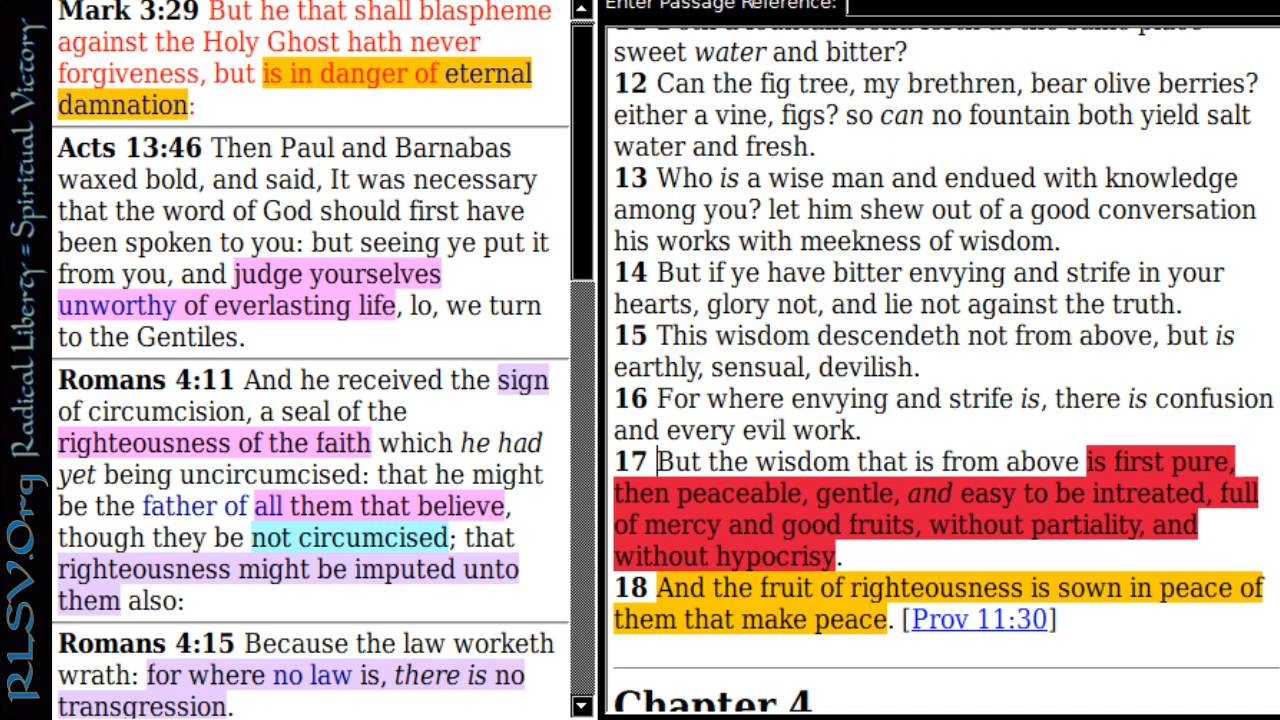 RLSV.Org Radical Liberty = Spiritual Victory
Mark 3:29 But he that shall blaspheme
against the Holy Ghost hath never
forgiveness, but is in danger of eternal
damnation:
Acts 13:46 Then Paul and Barnabas
waxed bold, and said, It was necessary
that the word of God should first have
been spoken to you: but seeing ye put it
from you, and judge yourselves
unworthy of everlasting life, lo, we turn
to the Gentiles.
Romans 4:11 And he received the sign
of circumcision, a seal of the
righteousness of the faith which he had
yet being uncircumcised: that he might
be the father of all them that believe,
though they be not circumcised; that
righteousness might be imputed unto
them also:
Romans 4:15 Because the law worketh
wrath: for where no law is, there is no
transgression.
Enter Passage Reference:
sweet water and bitter?
12 Can the fig tree, my brethren, bear olive berries?
either a vine, figs? so can no fountain both yield salt
water and fresh.
13 Who is a wise man and endued with knowledge
among you? let him shew out of a good conversation
his works with meekness of wisdom.
14 But if ye have bitter envying and strife in your
hearts, glory not, and lie not against the truth.
15 This wisdom descendeth not from above, but is
earthly, sensual, devilish.
16 For where envying and strife is, there is confusion
and every evil work.
17 But the wisdom that is from above is first pure,
then peaceable, gentle, and easy to be intreated, full
of mercy and good fruits, without partiality, and
without hypocrisy.
18 And the fruit of righteousness is sown in peace of
them that make peace. [Prov 11:30]
Chapter 4